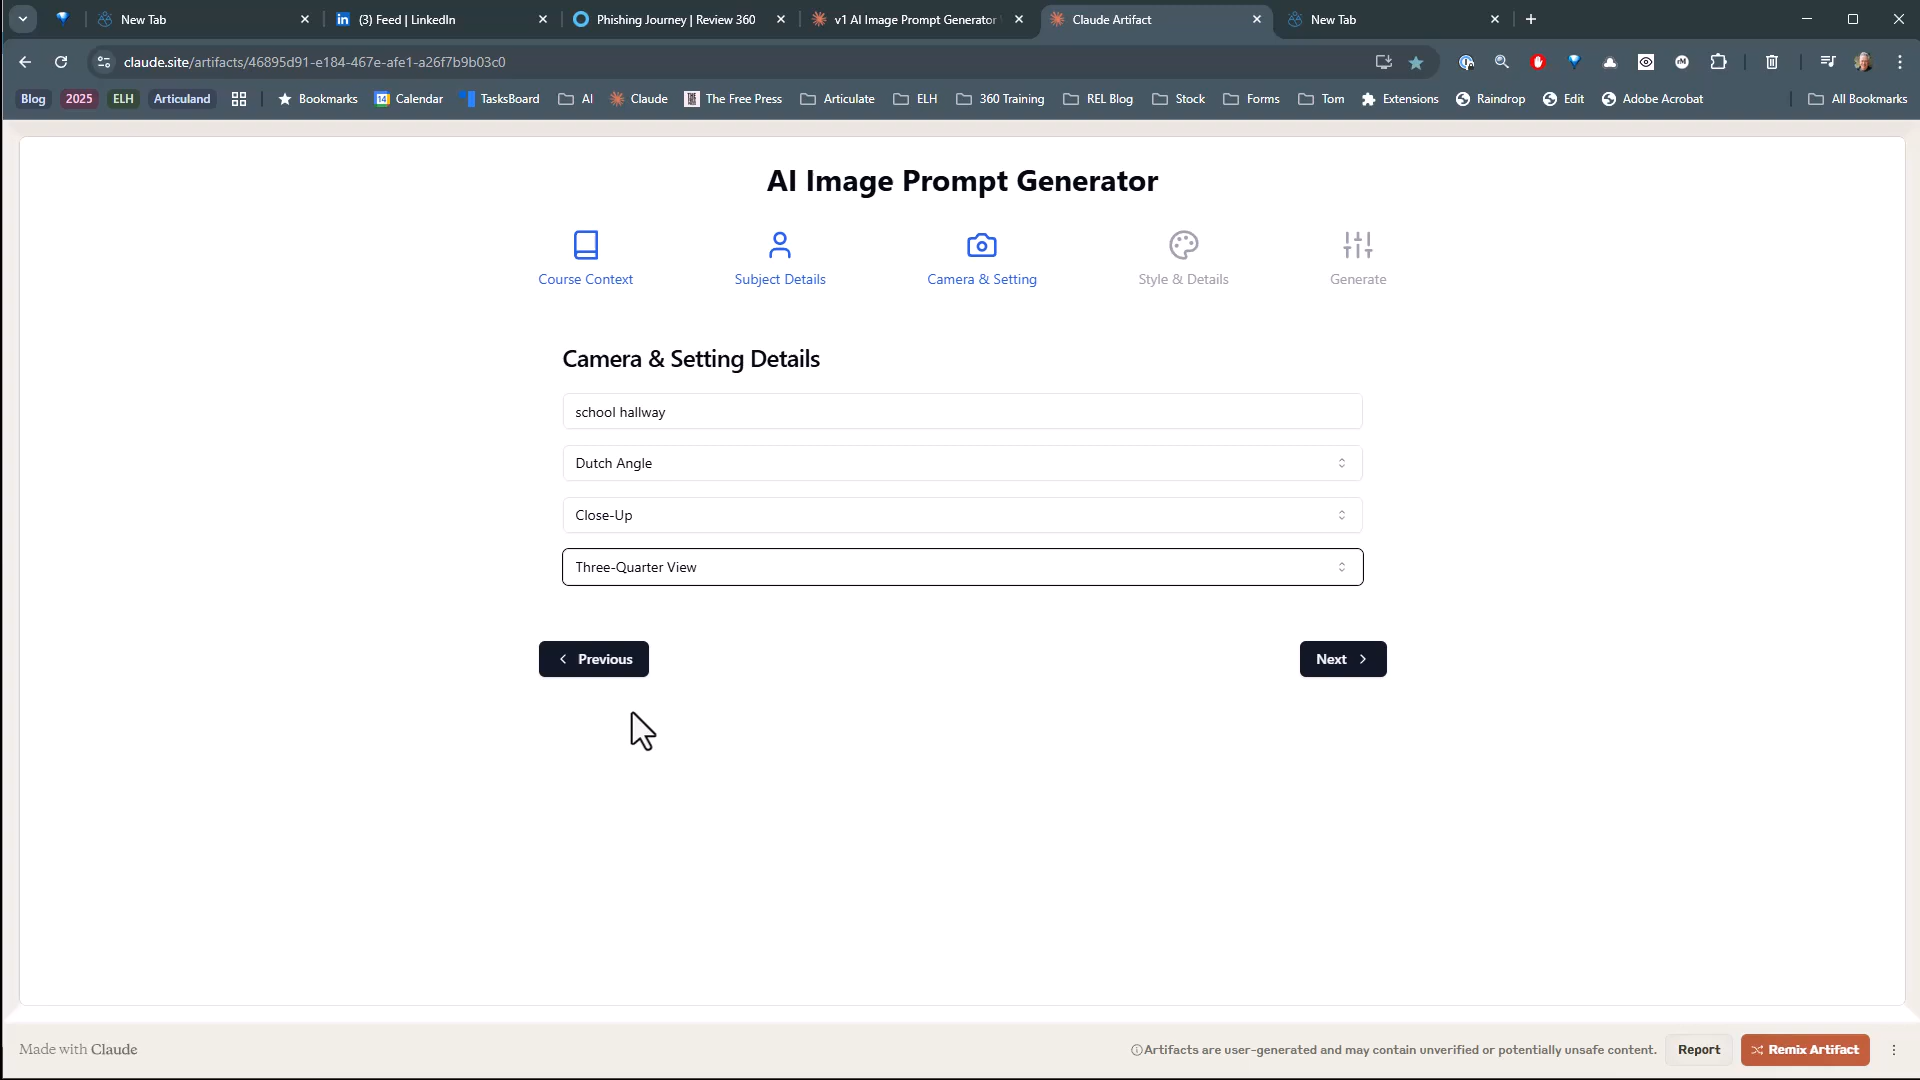 New Tab
(3) Feed | LinkedIn
Phishing Journey | Review 360
v1 AI Image Prompt Generator
Claude Artifact
New Tab
claude.site/artifacts/46895d91-e184-467e-afe1-a26f7b9b03c0
Blog 2025 ELH Articuland Bookmarks Calendar TasksBoard AI Claude The Free Press Articulate ELH 360 Training REL Blog Stock Forms Tom Extensions Raindrop Edit Adobe Acrobat All Bookmarks
AI Image Prompt Generator
Course Context
Subject Details
Camera & Setting
Style & Details
Generate
Camera & Setting Details
school hallway
Dutch Angle
Close-Up
Three-Quarter View
Previous
Next
Made with Claude
Artifacts are user-generated and may contain unverified or potentially unsafe content.
Report
Remix Artifact